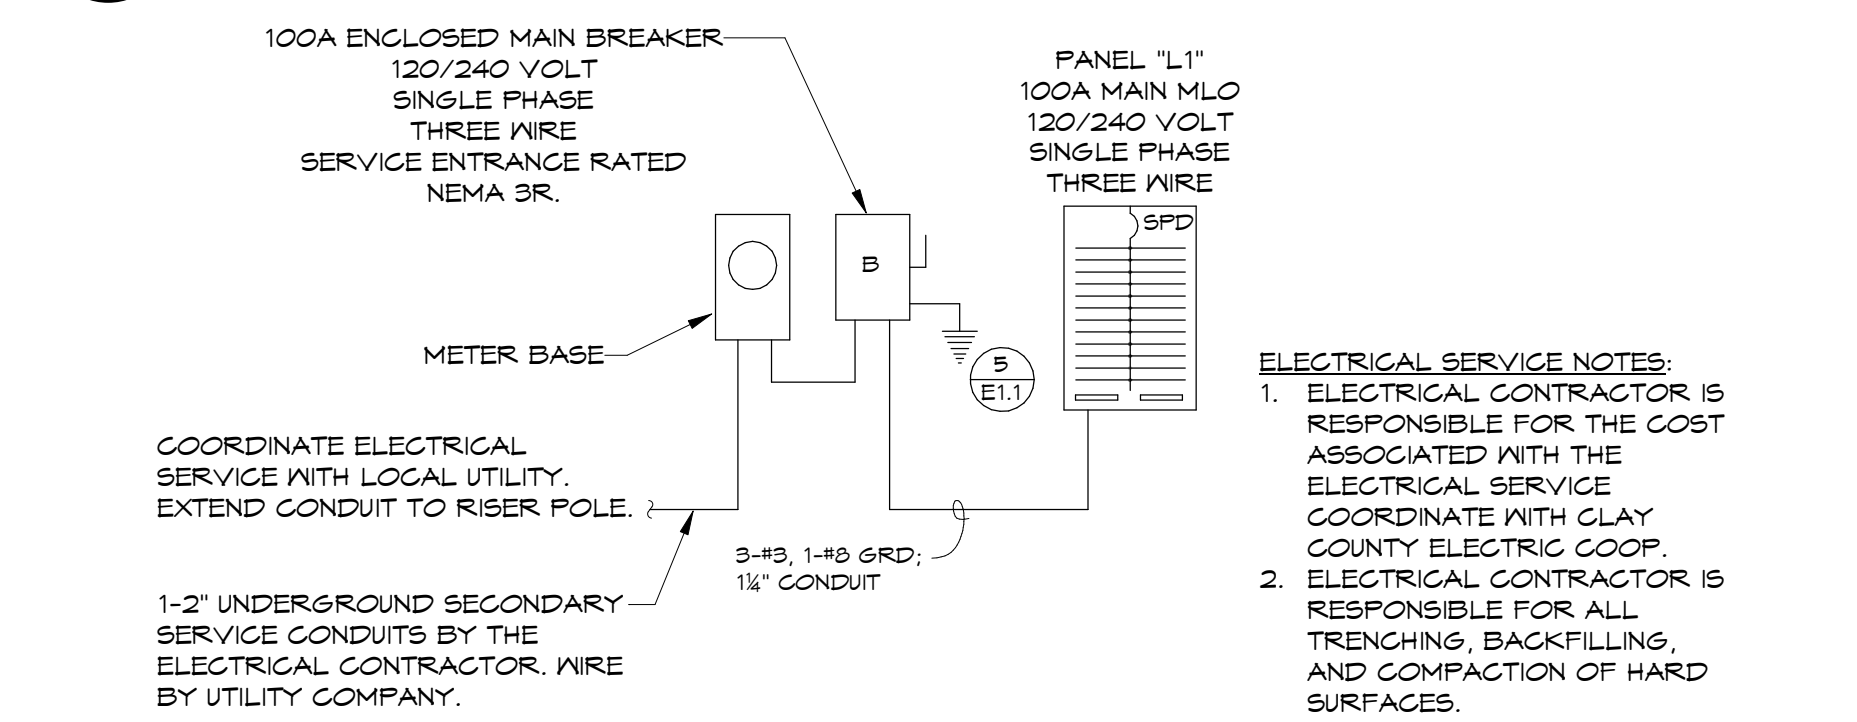 100A ENCLOSED MAIN BREAKER
120/240 VOLT
SINGLE PHASE
THREE WIRE
SERVICE ENTRANCE RATED
NEMA 3R.
PANEL "L1"
100A MAIN MLO
120/240 VOLT
SINGLE PHASE
THREE WIRE
SPD
B
METER BASE
5
E1.1
COORDINATE ELECTRICAL
SERVICE WITH LOCAL UTILITY.
EXTEND CONDUIT TO RISER POLE.
3-#3, 1-#8 GRD;
1¼" CONDUIT
1-2" UNDERGROUND SECONDARY
SERVICE CONDUITS BY THE
ELECTRICAL CONTRACTOR. WIRE
BY UTILITY COMPANY.
ELECTRICAL SERVICE NOTES:
1. ELECTRICAL CONTRACTOR IS
RESPONSIBLE FOR THE COST
ASSOCIATED WITH THE
ELECTRICAL SERVICE
COORDINATE WITH CLAY
COUNTY ELECTRIC COOP.
2. ELECTRICAL CONTRACTOR IS
RESPONSIBLE FOR ALL
TRENCHING, BACKFILLING,
AND COMPACTION OF HARD
SURFACES.